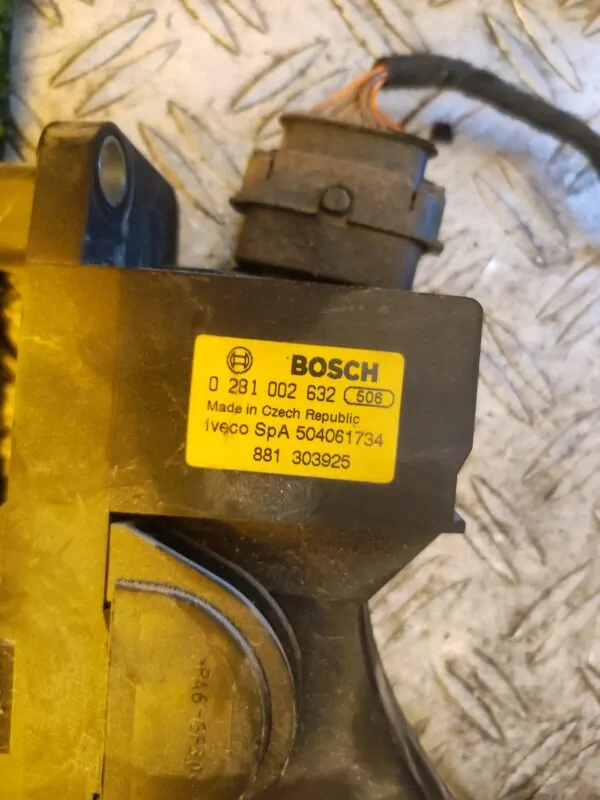 BOSCH
0 281 002 632 506
Made in Czech Republic
Iveco SpA 504061734
881 303925